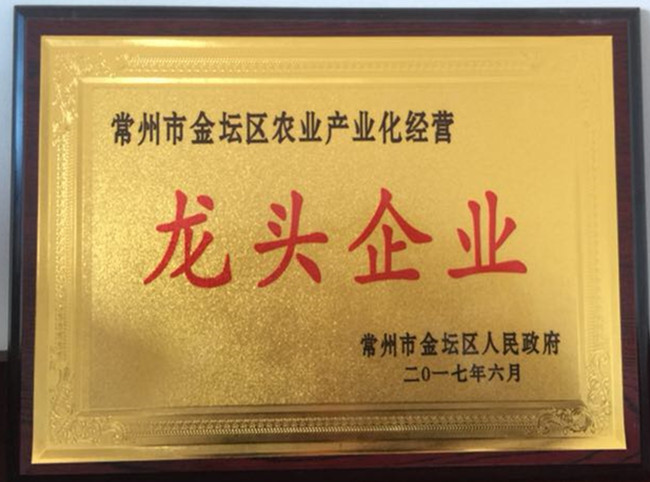 常州市金坛区农业产业化经营
龙头企业
常州市金坛区人民政府
二0一七年六月